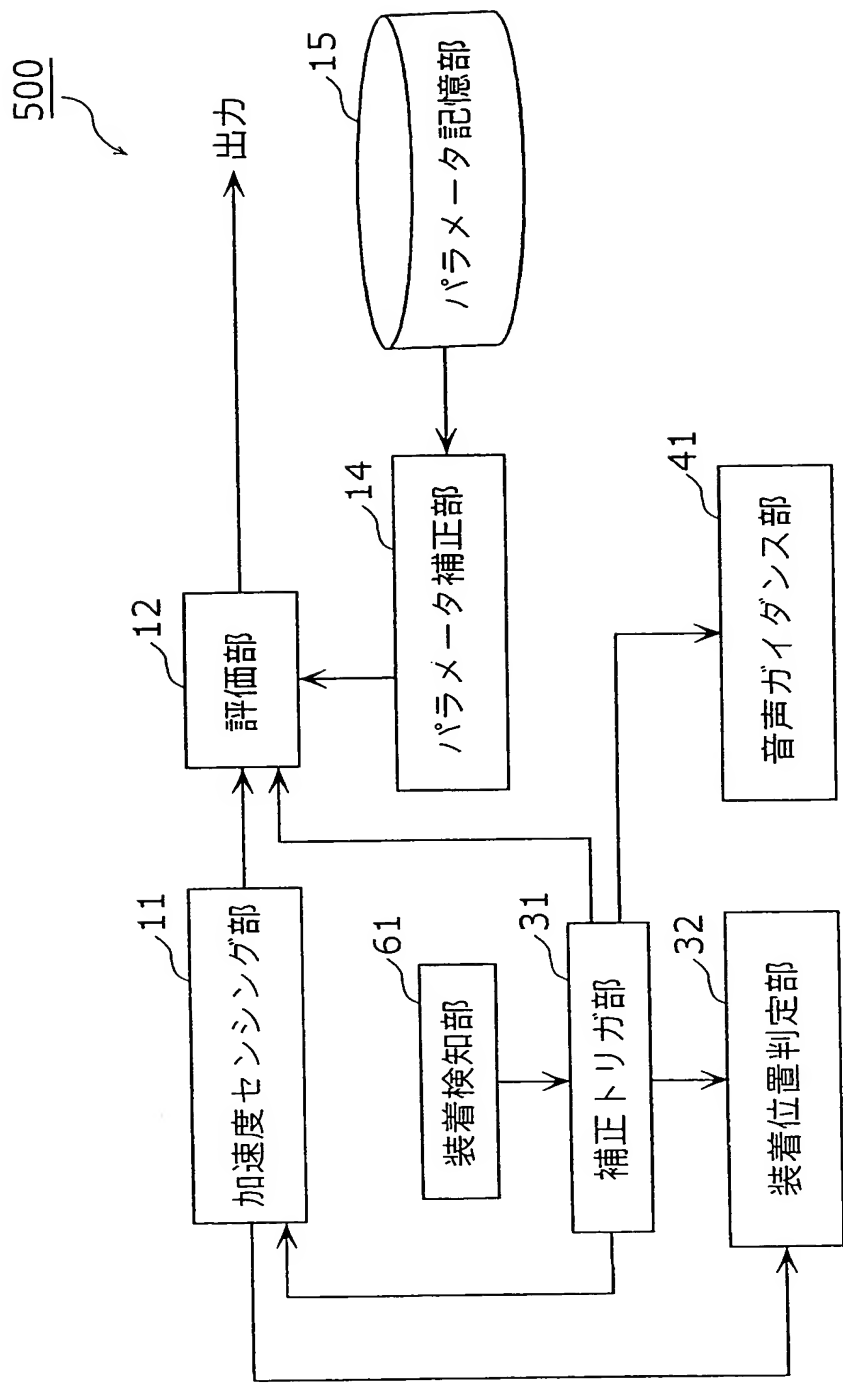 500
11
加速度センシング部
12
評価部
出力
61
装着検知部
14
パラメータ補正部
15
パラメータ記憶部
31
補正トリガ部
32
装着位置判定部
41
音声ガイダンス部